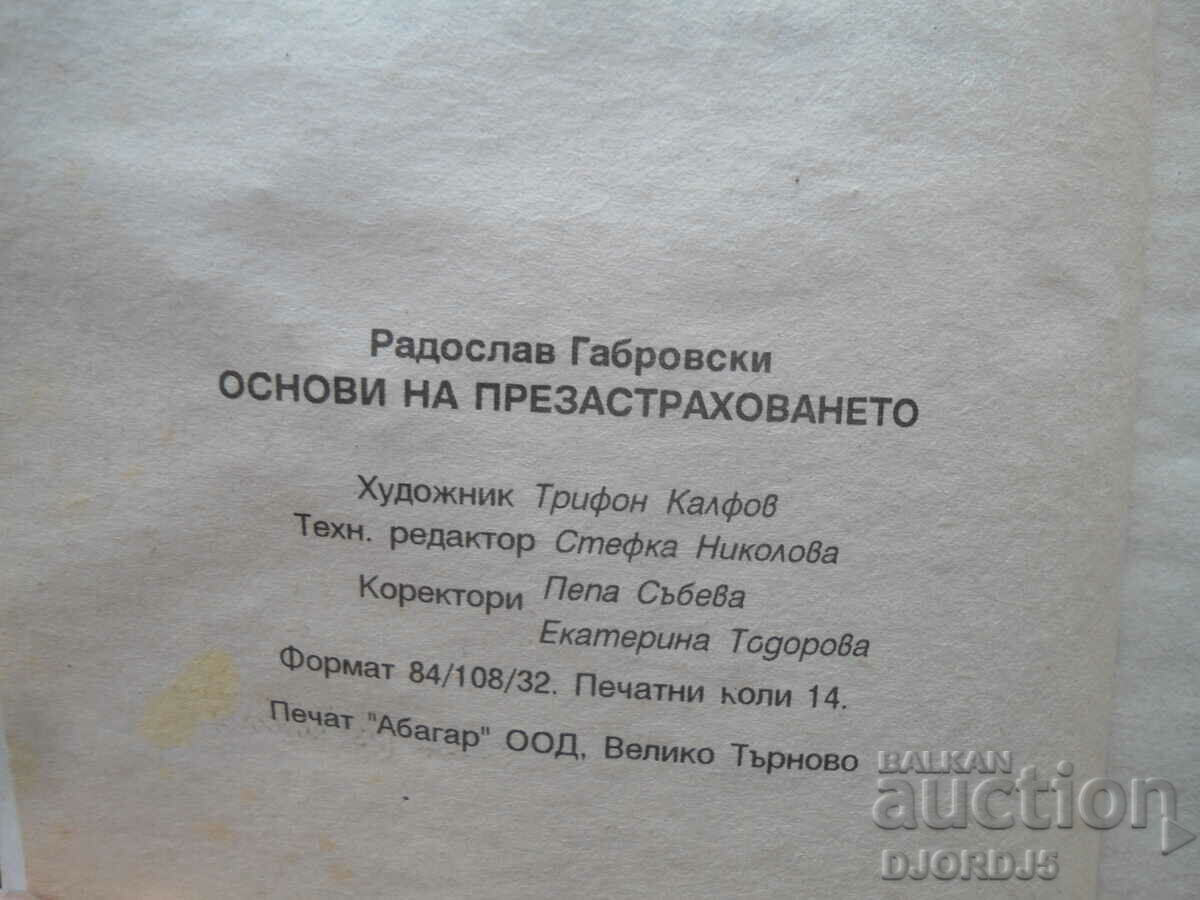 Радослав Габровски
ОСНОВИ НА ПРЕЗАСТРАХОВАНЕТО
Художник Трифон Калфов
Техн. редактор Стефка Николова
Коректори Пепа Събева
Екатерина Тодорова
Формат 84/108/32. Печатни коли 14.
Печат "Абагар" ООД, Велико Търново
BALKAN
auction
DJORDJ5